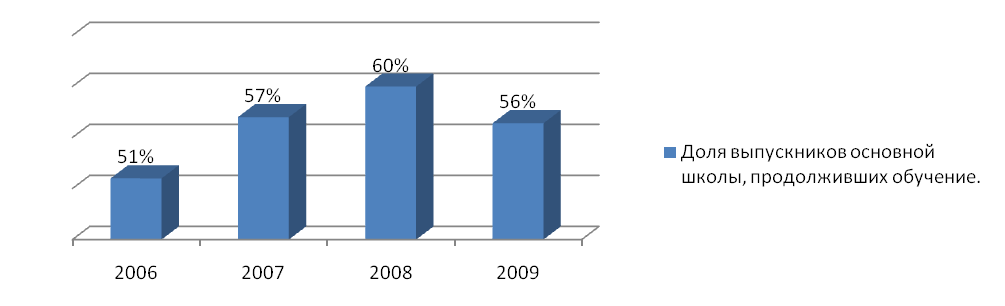 60%
57%
56%
51%
Доля выпускников основной
школы, продолживших обучение.
2006 2007 2008 2009